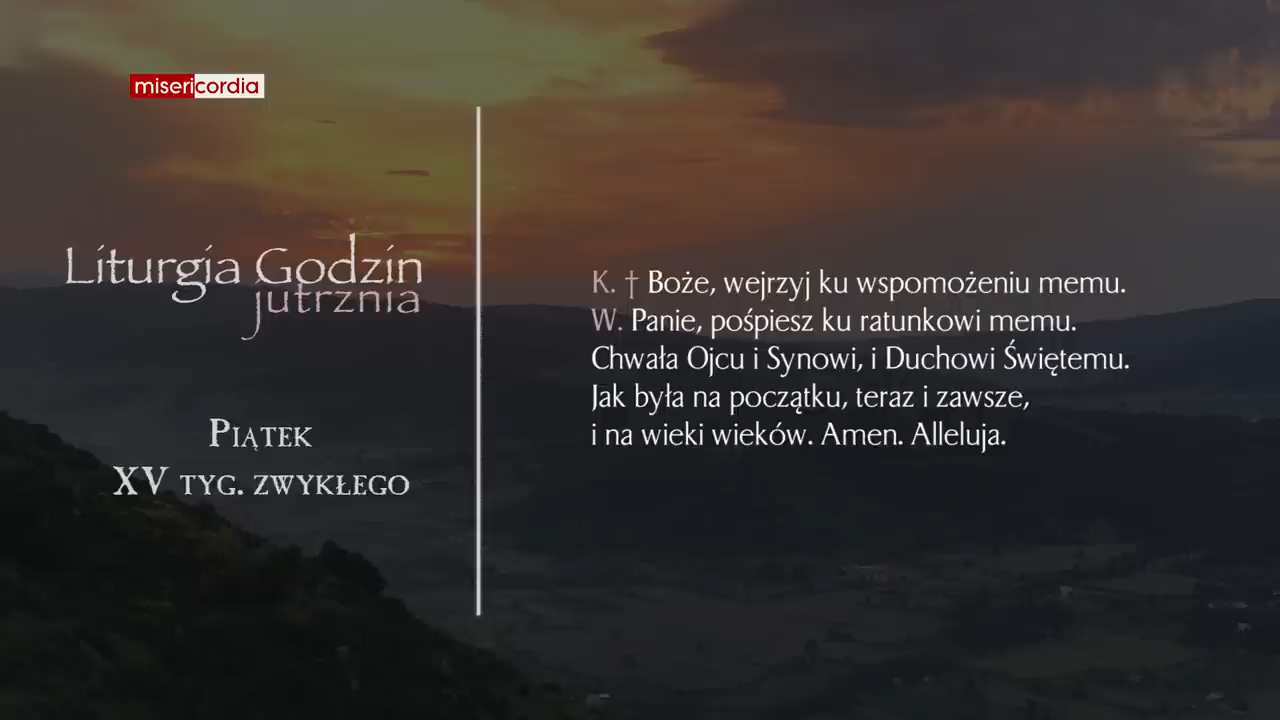 misericordia
Liturgia Godzin
jutrznia
Piątek
XV tyg. zwykłego
K. † Boże, wejrzyj ku wspomożeniu memu.
W. Panie, pośpiesz ku ratunkowi memu.
Chwała Ojcu i Synowi, i Duchowi Świętemu.
Jak była na początku, teraz i zawsze,
i na wieki wieków. Amen. Alleluja.